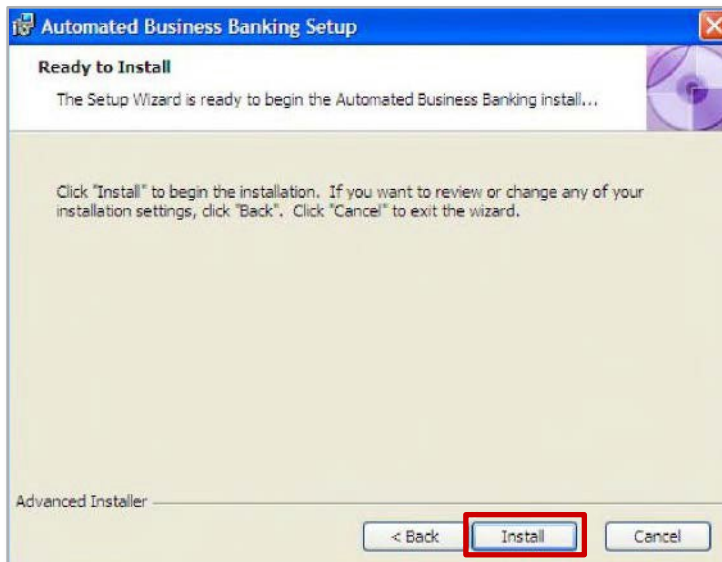 Automated Business Banking Setup
Ready to Install
The Setup Wizard is ready to begin the Automated Business Banking install...
Click "Install" to begin the installation. If you want to review or change any of your
installation settings, click "Back". Click "Cancel" to exit the wizard.
Advanced Installer
< Back Install Cancel